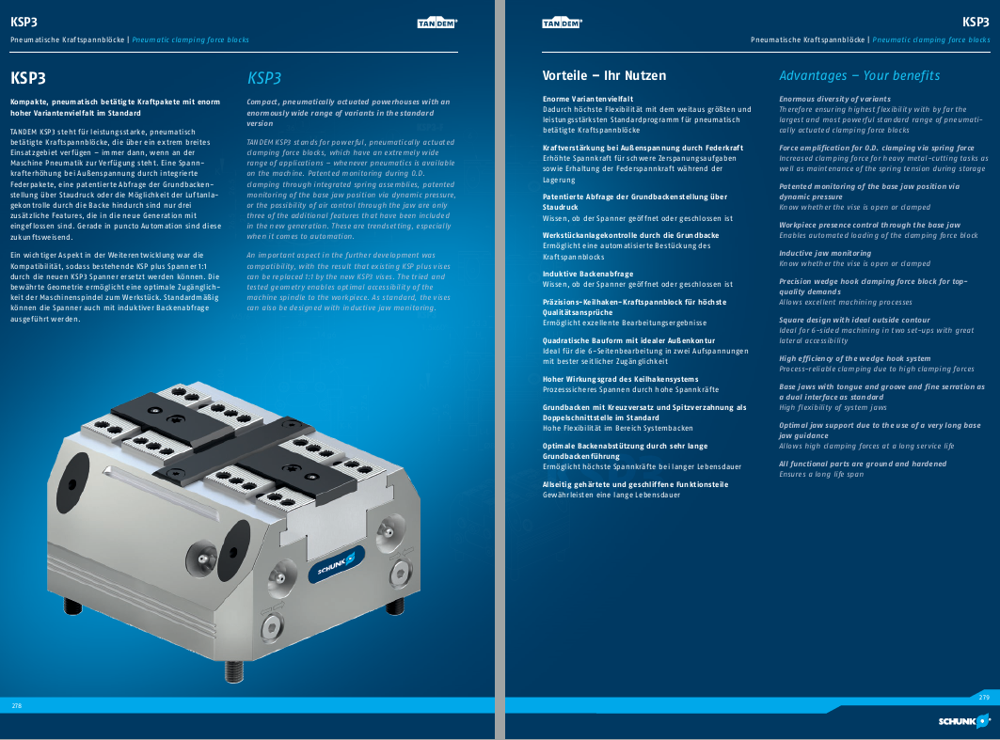 KSP3
TANDEM®
Pneumatische Kraftspannblöcke | Pneumatic clamping force blocks
KSP3
Kompakte, pneumatisch betätigte Kraftpakete mit enorm
hoher Variantenvielfalt im Standard
TANDEM KSP3 steht für leistungsstarke, pneumatisch
betätigte Kraftspannblöcke, die über ein extrem breites
Einsatzgebiet verfügen – immer dann, wenn an der
Maschine Pneumatik zur Verfügung steht. Eine Spann-
krafterhöhung bei Außenspannung durch integrierte
Federpakete, eine patentierte Abfrage der Grundbacken-
stellung über Staudruck oder die Möglichkeit der Luftanla-
gekontrolle durch die Backe hindurch sind nur drei
zusätzliche Features, die in die neue Generation mit
eingeflossen sind. Gerade in puncto Automation sind diese
zukunftsweisend.
Ein wichtiger Aspekt in der Weiterentwicklung war die
Kompatibilität, sodass bestehende KSP plus Spanner 1:1
durch die neuen KSP3 Spanner ersetzt werden können. Die
bewährte Geometrie ermöglicht eine optimale Zugänglich-
keit der Maschinenspindel zum Werkstück. Standardmäßig
können die Spanner auch mit induktiver Backenabfrage
ausgeführt werden.
KSP3
Compact, pneumatically actuated powerhouses with an
enormously wide range of variants in the standard
version
TANDEM KSP3 stands for powerful, pneumatically actuated
clamping force blocks, which have an extremely wide
range of applications – whenever pneumatics is available
on the machine. Patented monitoring during O.D.
clamping through integrated spring assemblies, patented
monitoring of the base jaw position via dynamic pressure,
or the possibility of air control through the jaw are only
three of the additional features that have been included
in the new generation. These are trendsetting, especially
when it comes to automation.
An important aspect in the further development was
compatibility, with the result that existing KSP plus vises
can be replaced 1:1 by the new KSP3 vises. The tried and
tested geometry enables optimal accessibility of the
machine spindle to the workpiece. As standard, the vises
can also be designed with inductive jaw monitoring.
SCHUNK
278
TANDEM®
KSP3
Pneumatische Kraftspannblöcke | Pneumatic clamping force blocks
Vorteile – Ihr Nutzen
Enorme Variantenvielfalt
Dadurch höchste Flexibilität mit dem weitaus größten und
leistungsstärksten Standardprogramm für pneumatisch
betätigte Kraftspannblöcke
Kraftverstärkung bei Außenspannung durch Federkraft
Erhöhte Spannkraft für schwere Zerspanungsaufgaben
sowie Erhaltung der Federspannkraft während der
Lagerung
Patentierte Abfrage der Grundbackenstellung über
Staudruck
Wissen, ob der Spanner geöffnet oder geschlossen ist
Werkstückanlagekontrolle durch die Grundbacke
Ermöglicht eine automatisierte Bestückung des
Kraftspannblocks
Induktive Backenabfrage
Wissen, ob der Spanner geöffnet oder geschlossen ist
Präzisions-Keilhaken-Kraftspannblock für höchste
Qualitätsansprüche
Ermöglicht exzellente Bearbeitungsergebnisse
Quadratische Bauform mit idealer Außenkontur
Ideal für die 6-Seitenbearbeitung in zwei Aufspannungen
mit bester seitlicher Zugänglichkeit
Hoher Wirkungsgrad des Keilhakensystems
Prozesssicheres Spannen durch hohe Spannkräfte
Grundbacken mit Kreuzversatz und Spitzverzahnung als
Doppelschnittstelle im Standard
Hohe Flexibilität im Bereich Systembacken
Optimale Backenabstützung durch sehr lange
Grundbackenführung
Ermöglicht höchste Spannkräfte bei langer Lebensdauer
Allseitig gehärtete und geschliffene Funktionsteile
Gewährleisten eine lange Lebensdauer
Advantages – Your benefits
Enormous diversity of variants
Therefore ensuring highest flexibility with by far the
largest and most powerful standard range of pneumati-
cally actuated clamping force blocks
Force amplification for O.D. clamping via spring force
Increased clamping force for heavy metal-cutting tasks as
well as maintenance of the spring tension during storage
Patented monitoring of the base jaw position via
dynamic pressure
Know whether the vise is open or clamped
Workpiece presence control through the base jaw
Enables automated loading of the clamping force block
Inductive jaw monitoring
Know whether the vise is open or clamped
Precision wedge hook clamping force block for top-
quality demands
Allows excellent machining processes
Square design with ideal outside contour
Ideal for 6-sided machining in two set-ups with great
lateral accessibility
High efficiency of the wedge hook system
Process-reliable clamping due to high clamping forces
Base jaws with tongue and groove and fine serration as
a dual interface as standard
High flexibility of system jaws
Optimal jaw support due to the use of a very long base
jaw guidance
Allows high clamping forces at a long service life
All functional parts are ground and hardened
Ensures a long life span
279
SCHUNK